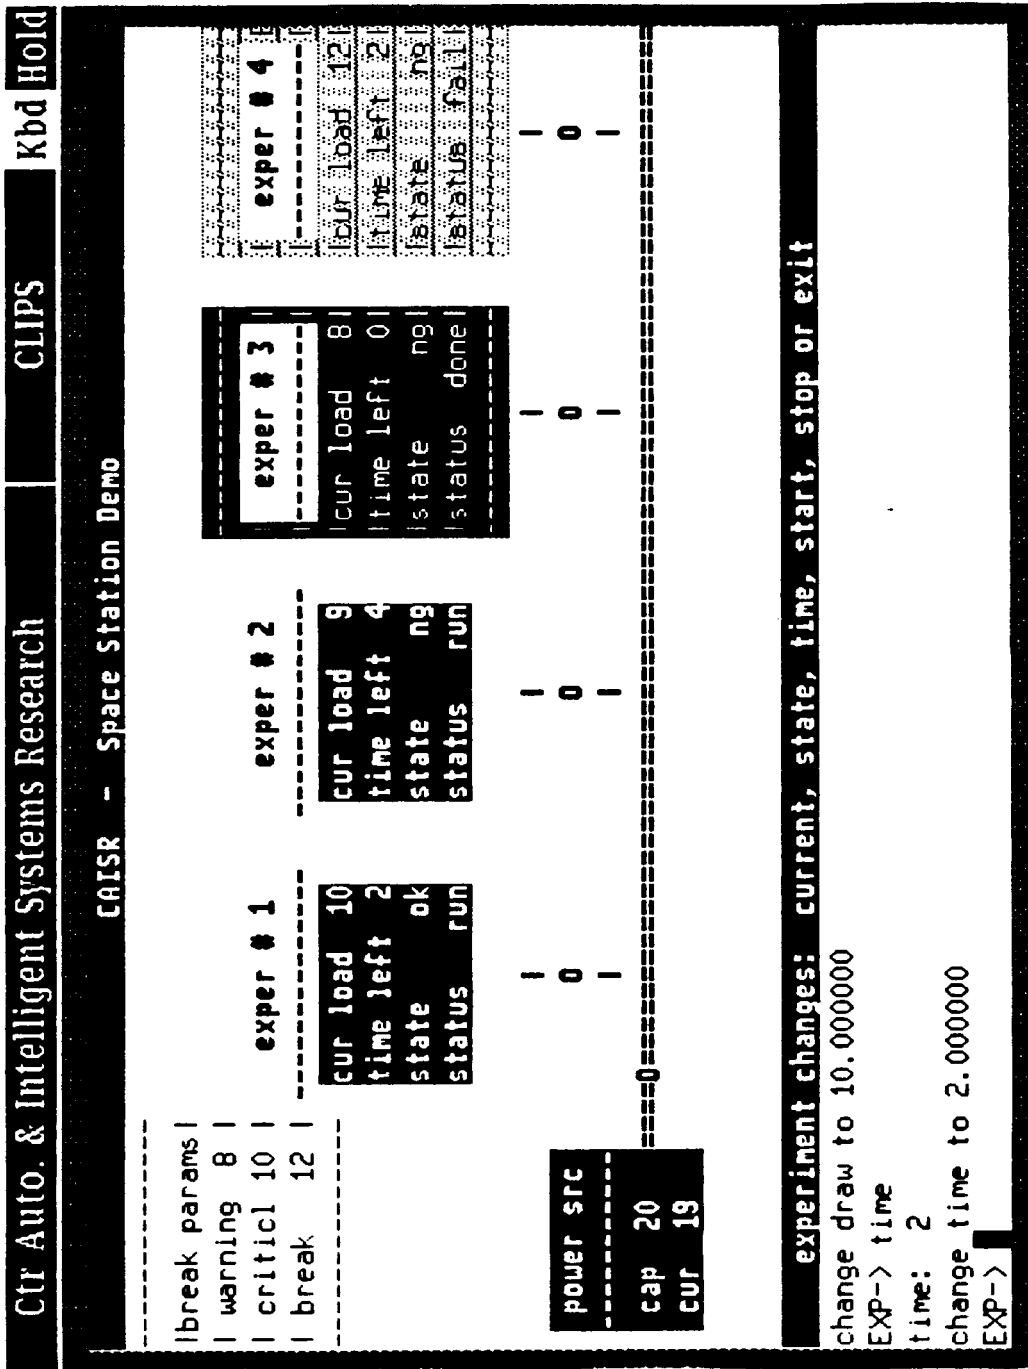 Ctr Auto. & Intelligent Systems Research CLIPS Kbd Hold
CAISR - Space Station Demo
|break params|
| warning 8 |
| criticl 10 |
| break 12 |
exper # 1
cur load 10
time left 2
state ok
status run
exper # 2
cur load 9
time left 4
state ng
status run
exper # 3
|cur load 8|
|time left 0|
|state ng|
|status done|
exper # 4
|cur load 12|
|time left 2|
|state ng|
|status fail|
| 0 |
| 0 |
| 0 |
| 0 |
power src
cap 20
cur 19
0
experiment changes: current, state, time, start, stop or exit
change draw to 10.000000
EXP-> time
time: 2
change time to 2.000000
EXP->